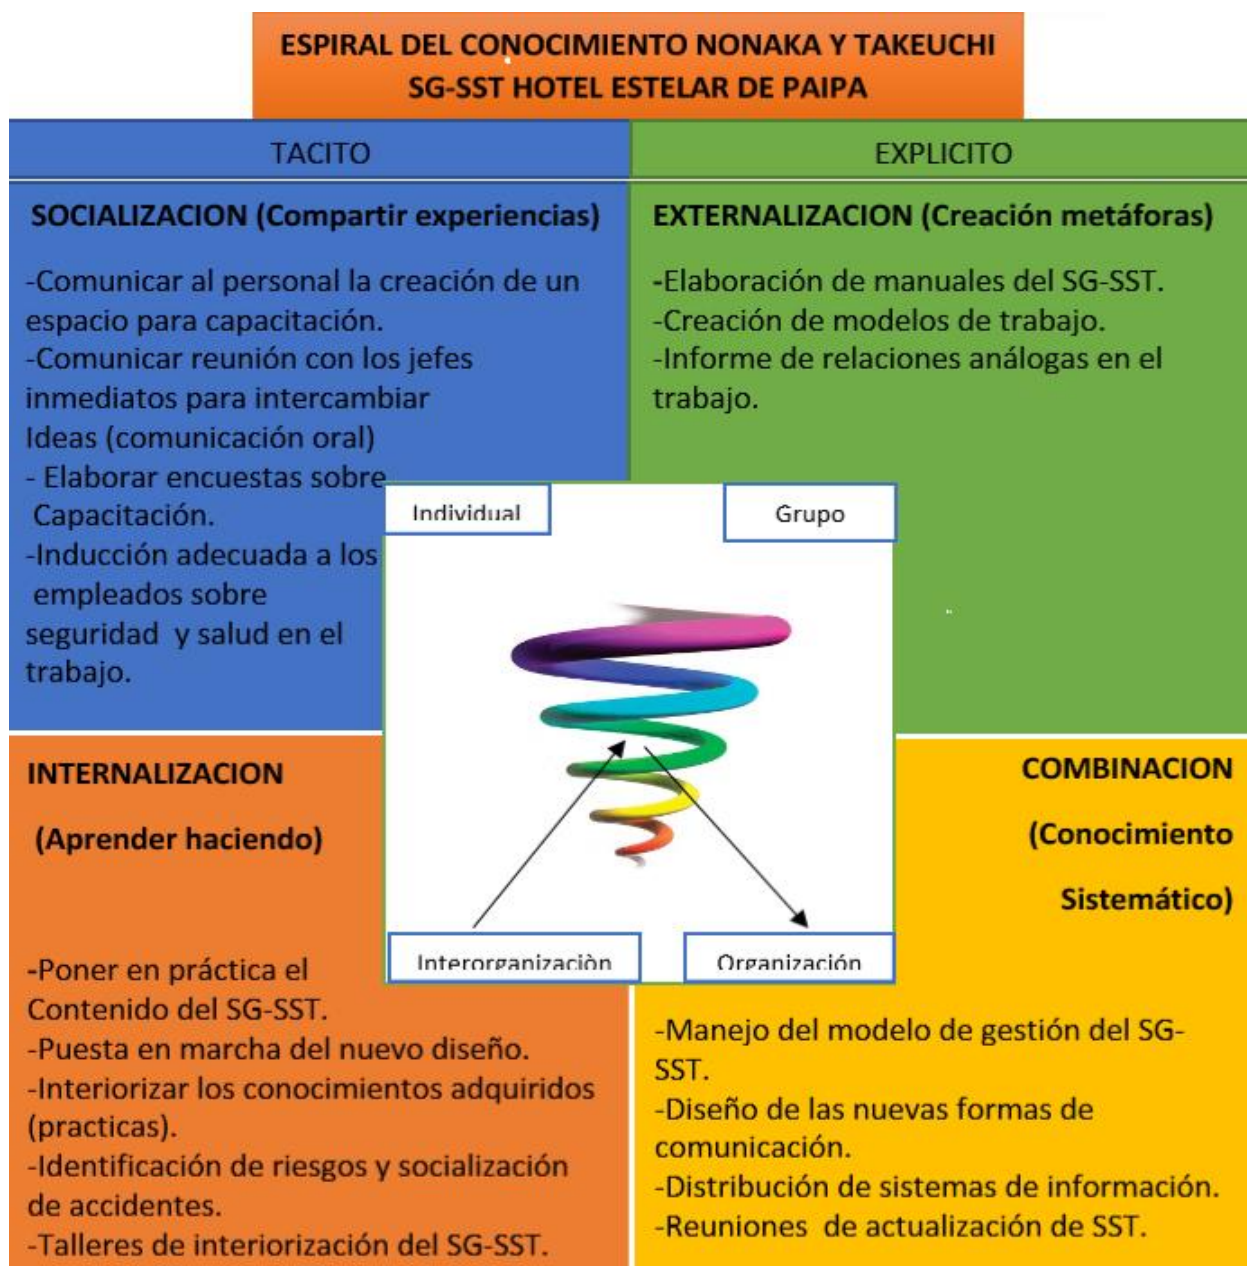 ESPIRAL DEL CONOCIMIENTO NONAKA Y TAKEUCHI
SG-SST HOTEL ESTELAR DE PAIPA
TACITO
EXPLICITO
SOCIALIZACION (Compartir experiencias)
-Comunicar al personal la creación de un
espacio para capacitación.
-Comunicar reunión con los jefes
inmediatos para intercambiar
Ideas (comunicación oral)
- Elaborar encuestas sobre
Capacitación.
-Inducción adecuada a los
empleados sobre
seguridad  y salud en el
trabajo.
EXTERNALIZACION (Creación metáforas)
-Elaboración de manuales del SG-SST.
-Creación de modelos de trabajo.
-Informe de relaciones análogas en el
trabajo.
Individual
Grupo
Interorganizaciòn
Organización
INTERNALIZACION
(Aprender haciendo)
-Poner en práctica el
Contenido del SG-SST.
-Puesta en marcha del nuevo diseño.
-Interiorizar los conocimientos adquiridos
(practicas).
-Identificación de riesgos y socialización
de accidentes.
-Talleres de interiorización del SG-SST.
COMBINACION
(Conocimiento
Sistemático)
-Manejo del modelo de gestión del SG-
SST.
-Diseño de las nuevas formas de
comunicación.
-Distribución de sistemas de información.
-Reuniones  de actualización de SST.